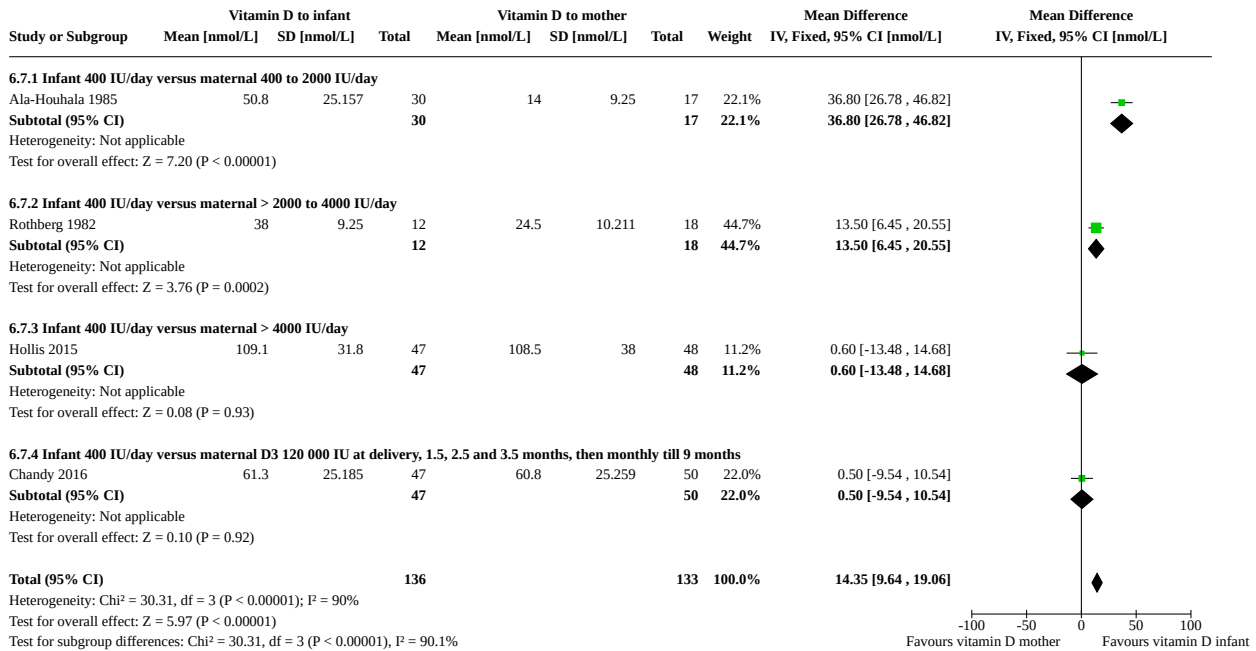 Vitamin D to infant Vitamin D to mother Mean Difference Mean Difference
Study or Subgroup Mean [nmol/L] SD [nmol/L] Total Mean [nmol/L] SD [nmol/L] Total Weight IV, Fixed, 95% CI [nmol/L] IV, Fixed, 95% CI [nmol/L]
6.7.1 Infant 400 IU/day versus maternal 400 to 2000 IU/day
Ala-Houhala 1985 50.8 25.157 30 14 9.25 17 22.1% 36.80 [26.78 , 46.82]
Subtotal (95% CI) 30 17 22.1% 36.80 [26.78 , 46.82]
Heterogeneity: Not applicable
Test for overall effect: Z = 7.20 (P < 0.00001)
6.7.2 Infant 400 IU/day versus maternal > 2000 to 4000 IU/day
Rothberg 1982 38 9.25 12 24.5 10.211 18 44.7% 13.50 [6.45 , 20.55]
Subtotal (95% CI) 12 18 44.7% 13.50 [6.45 , 20.55]
Heterogeneity: Not applicable
Test for overall effect: Z = 3.76 (P = 0.0002)
6.7.3 Infant 400 IU/day versus maternal > 4000 IU/day
Hollis 2015 109.1 31.8 47 108.5 38 48 11.2% 0.60 [-13.48 , 14.68]
Subtotal (95% CI) 47 48 11.2% 0.60 [-13.48 , 14.68]
Heterogeneity: Not applicable
Test for overall effect: Z = 0.08 (P = 0.93)
6.7.4 Infant 400 IU/day versus maternal D3 120 000 IU at delivery, 1.5, 2.5 and 3.5 months, then monthly till 9 months
Chandy 2016 61.3 25.185 47 60.8 25.259 50 22.0% 0.50 [-9.54 , 10.54]
Subtotal (95% CI) 47 50 22.0% 0.50 [-9.54 , 10.54]
Heterogeneity: Not applicable
Test for overall effect: Z = 0.10 (P = 0.92)
Total (95% CI) 136 133 100.0% 14.35 [9.64 , 19.06]
Heterogeneity: Chi² = 30.31, df = 3 (P < 0.00001); I² = 90%
Test for overall effect: Z = 5.97 (P < 0.00001)
-100 -50 0 50 100
Test for subgroup differences: Chi² = 30.31, df = 3 (P < 0.00001), I² = 90.1% Favours vitamin D mother Favours vitamin D infant